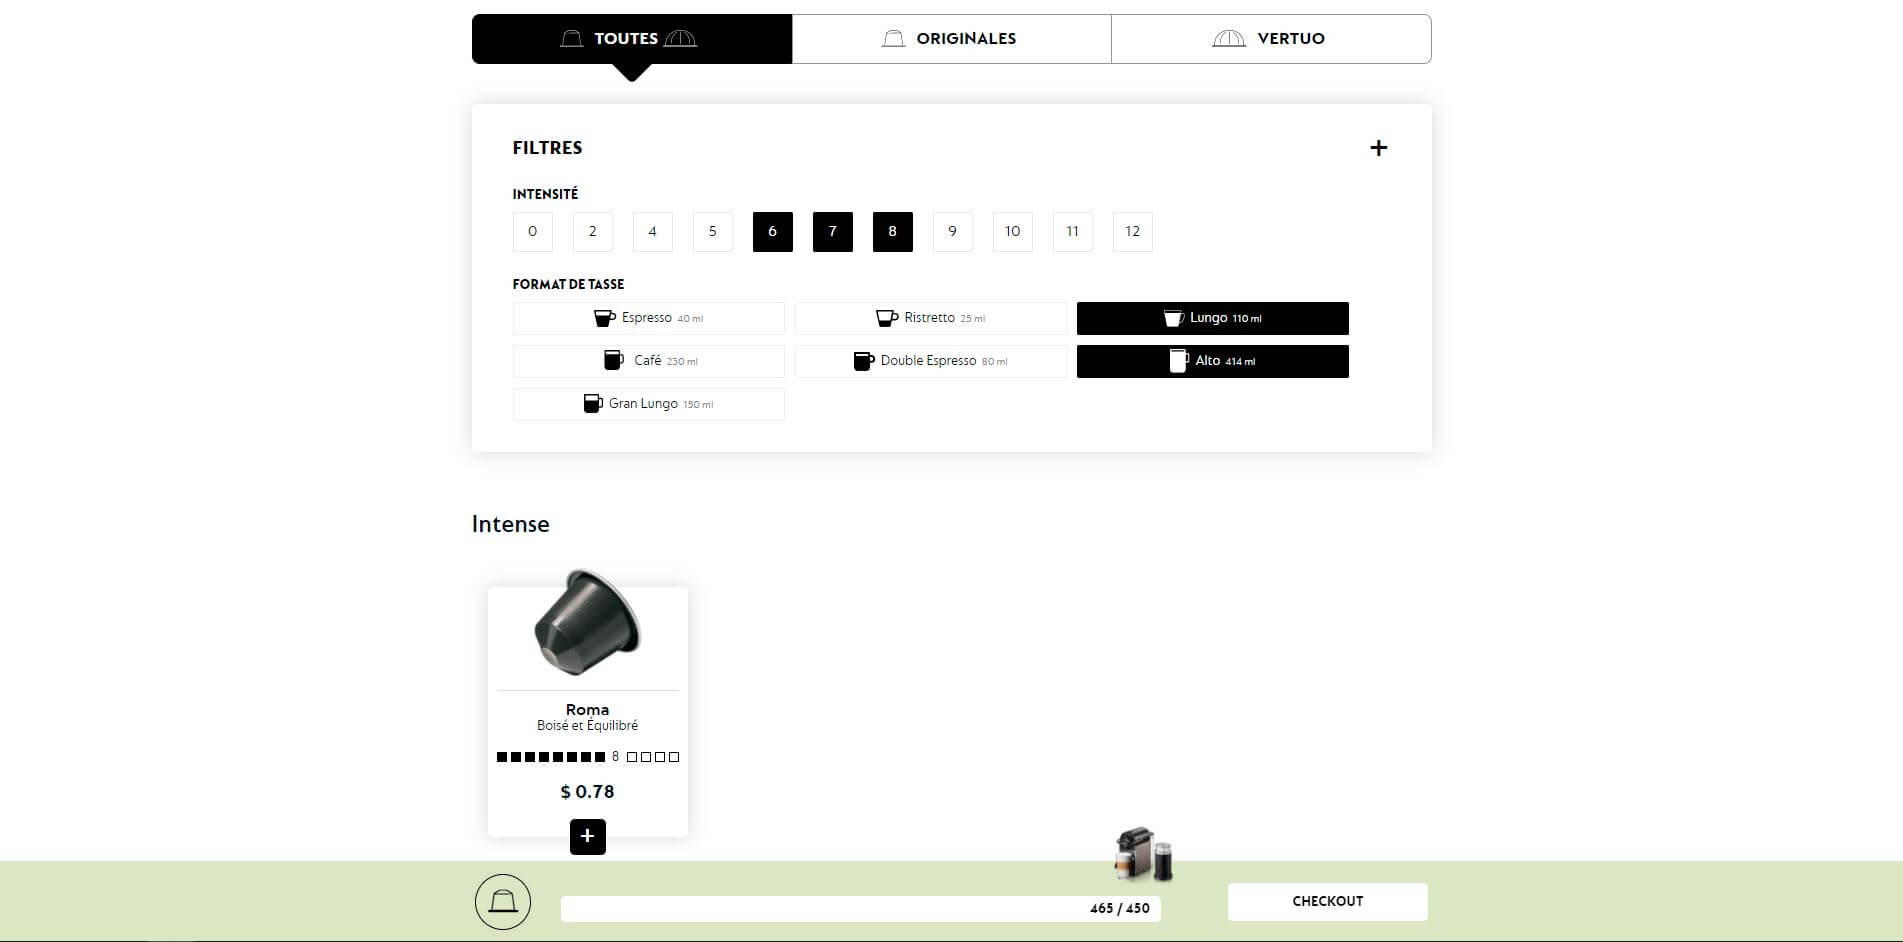 TOUTES
ORIGINALES
VERTUO
FILTRES
+
INTENSITÉ
0 2 4 5 6 7 8 9 10 11 12
FORMAT DE TASSE
Espresso 40 ml
Ristretto 25 ml
Lungo 110 ml
Café 230 ml
Double Espresso 80 ml
Alto 414 ml
Gran Lungo 150 ml
Intense
Roma
Boisé et Équilibré
8
$ 0.78
+
465 / 450
CHECKOUT